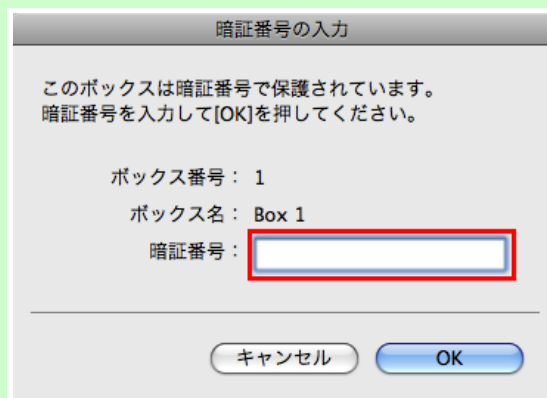 暗証番号の入力
このボックスは暗証番号で保護されています。
暗証番号を入力して[OK]を押してください。
ボックス番号： 1
ボックス名： Box 1
暗証番号：
キャンセル OK